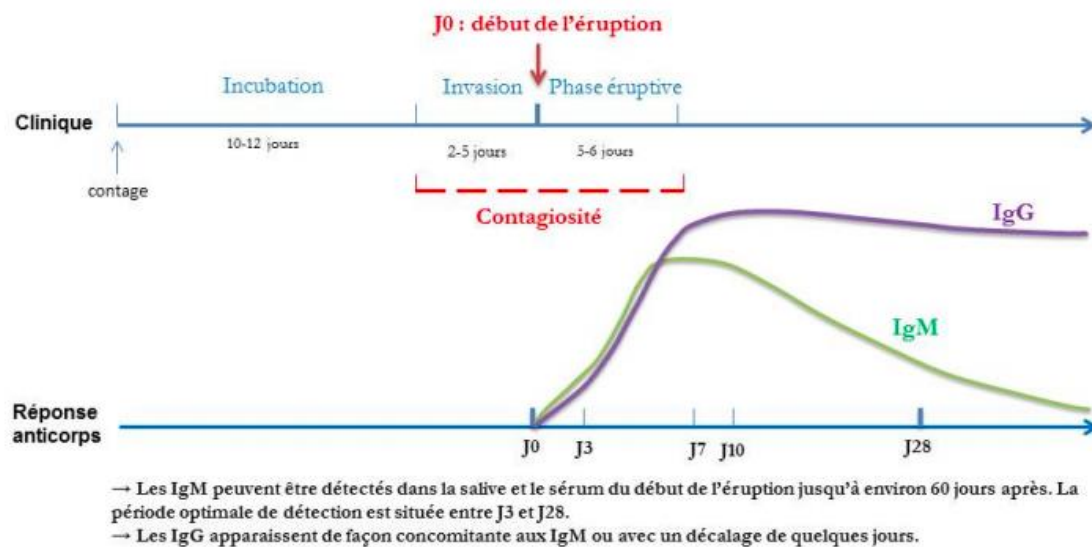 J0 : début de l'éruption
Incubation Invasion Phase éruptive
Clinique
10-12 jours 2-5 jours 5-6 jours
contage
Contagiosité
IgG
IgM
Réponse
anticorps
J0 J3 J7 J10 J28
→ Les IgM peuvent être détectés dans la salive et le sérum du début de l'éruption jusqu'à environ 60 jours après. La
période optimale de détection est située entre J3 et J28.
→ Les IgG apparaissent de façon concomitante aux IgM ou avec un décalage de quelques jours.